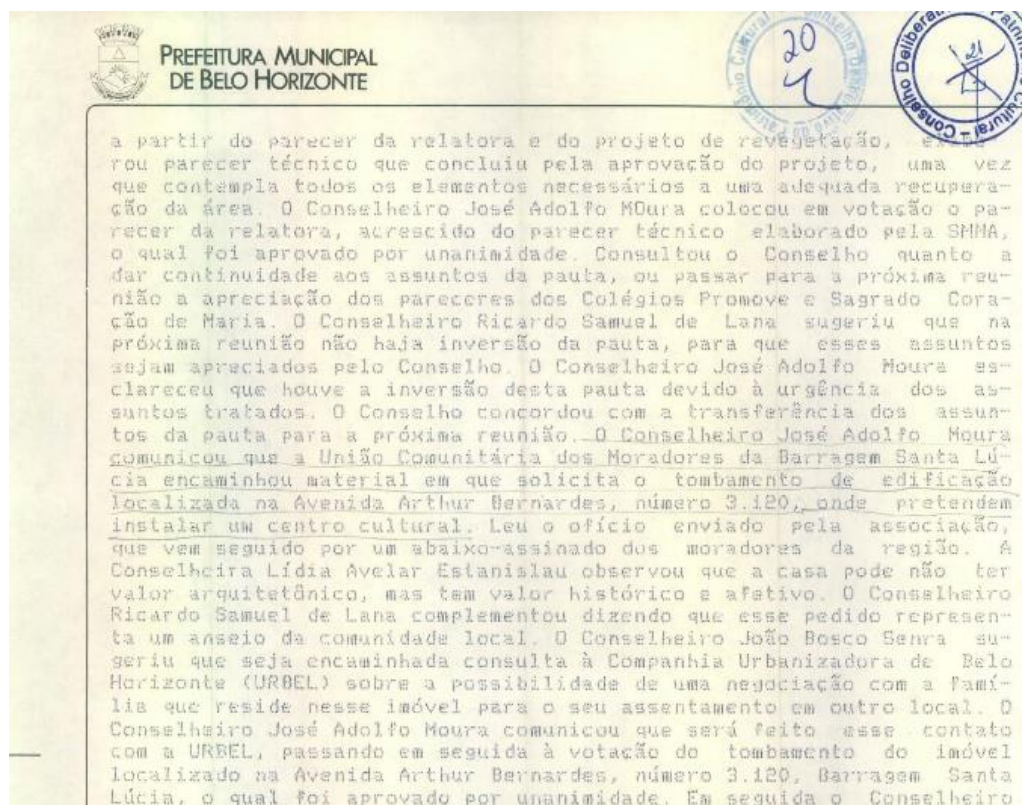 PREFEITURA MUNICIPAL
DE BELO HORIZONTE
20
21
Conselho Deliberativo Patrimônio Cultural
a partir do parecer da relatora e do projeto de revegetação,
rou parecer técnico que concluiu pela aprovação do projeto, uma vez
que contempla todos os elementos necessários a uma adequada recupera-
ção da área. O Conselheiro José Adolfo MOura colocou em votação o pa-
recer da relatora, acrescido do parecer técnico elaborado pela SMMA,
o qual foi aprovado por unanimidade. Consultou o Conselho quanto a
dar continuidade aos assuntos da pauta, ou passar para a próxima reu-
nião a apreciação dos pareceres dos Colégios Promove e Sagrado Cora-
ção de Maria. O Conselheiro Ricardo Samuel de Lana sugeriu que na
próxima reunião não haja inversão da pauta, para que esses assuntos
sejam apreciados pelo Conselho. O Conselheiro José Adolfo Moura es-
clareceu que houve a inversão desta pauta devido à urgência dos as-
suntos tratados. O Conselho concordou com a transferência dos assun-
tos da pauta para a próxima reunião. O Conselheiro José Adolfo Moura
comunicou que a União Comunitária dos Moradores da Barragem Santa Lú-
cia encaminhou material em que solicita o tombamento de edificação
localizada na Avenida Arthur Bernardes, número 3.120, onde pretendem
instalar um centro cultural. Leu o ofício enviado pela associação,
que vem seguido por um abaixo-assinado dos moradores da região. A
Conselheira Lídia Avelar Estanislau observou que a casa pode não ter
valor arquitetônico, mas tem valor histórico e afetivo. O Conselheiro
Ricardo Samuel de Lana complementou dizendo que esse pedido represen-
ta um anseio da comunidade local. O Conselheiro João Bosco Senra su-
geriu que seja encaminhada consulta à Companhia Urbanizadora de Belo
Horizonte (URBEL) sobre a possibilidade de uma negociação com a famí-
lia que reside nesse imóvel para o seu assentamento em outro local. O
Conselheiro José Adolfo Moura comunicou que será feito esse contato
com a URBEL, passando em seguida à votação do tombamento do imóvel
localizado na Avenida Arthur Bernardes, número 3.120, Barragem Santa
Lúcia, o qual foi aprovado por unanimidade. Em seguida o Conselheiro